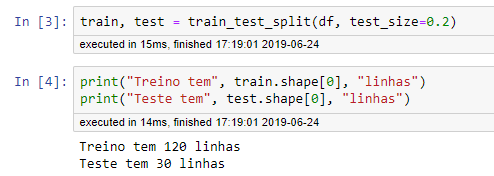 In [3]: train, test = train_test_split(df, test_size=0.2)
executed in 15ms, finished 17:19:01 2019-06-24
In [4]: print("Treino tem", train.shape[0], "linhas")
print("Teste tem", test.shape[0], "linhas")
executed in 14ms, finished 17:19:01 2019-06-24
Treino tem 120 linhas
Teste tem 30 linhas